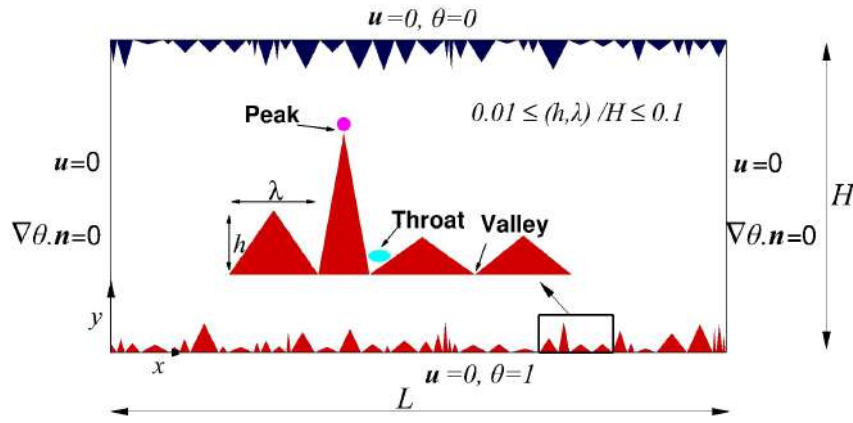 u=0, θ=0
Peak
0.01 ≤ (h,λ) /H ≤ 0.1
u=0
u=0
λ
H
Throat
Valley
∇θ.n=0
h
∇θ.n=0
y
x
u=0, θ=1
L